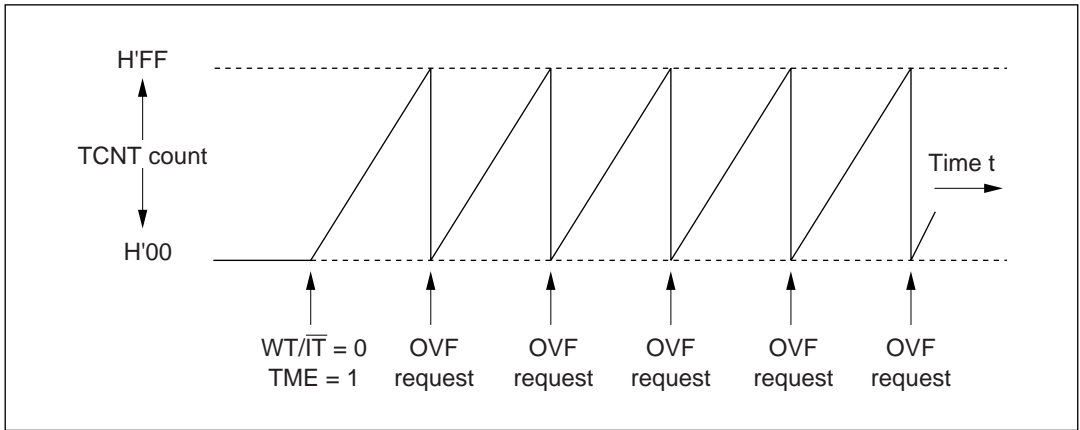 H'FF
TCNT count
Time t
H'00
WT/I̅T̅ = 0
TME = 1
OVF
request
OVF
request
OVF
request
OVF
request
OVF
request